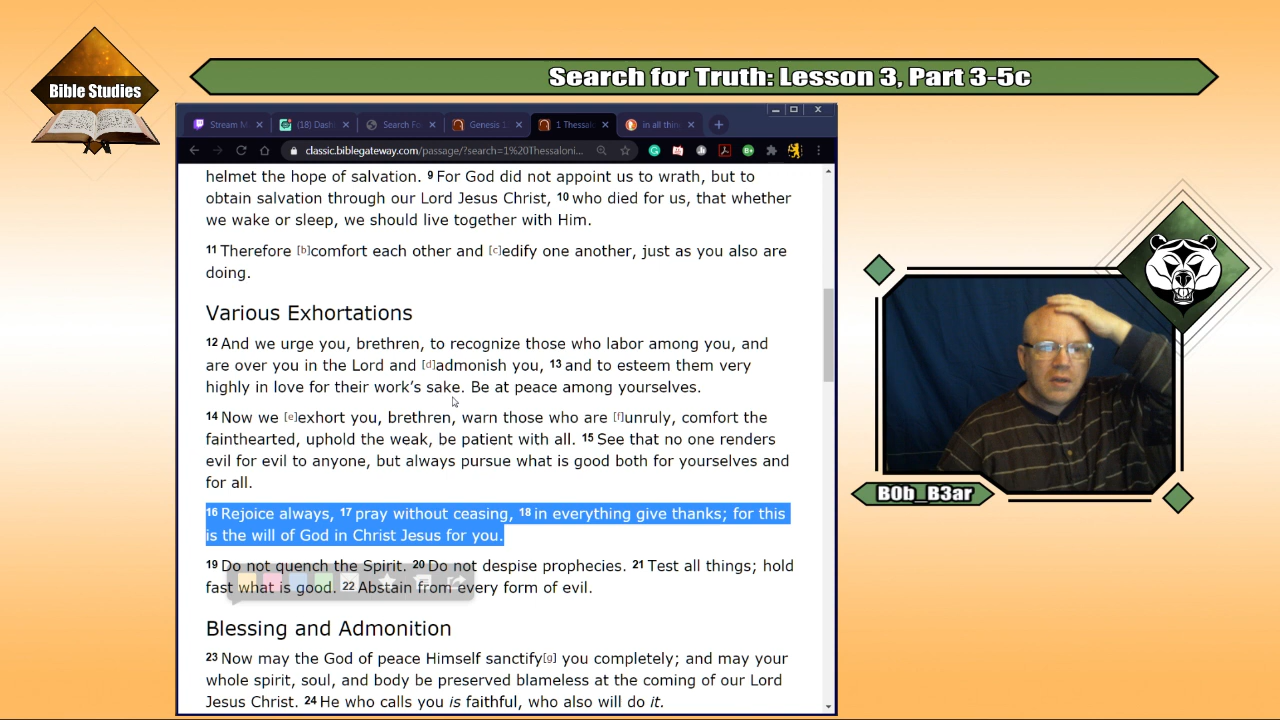 Bible Studies
Search for Truth: Lesson 3, Part 3-5c
Stream M
(18) Dash
Search Fo
Genesis 1
1 Thessal
in all thin
classic.biblegateway.com/passage/?search=1%20Thessaloni...
helmet the hope of salvation. 9 For God did not appoint us to wrath, but to
obtain salvation through our Lord Jesus Christ, 10 who died for us, that whether
we wake or sleep, we should live together with Him.
11 Therefore [b]comfort each other and [c]edify one another, just as you also are
doing.
Various Exhortations
12 And we urge you, brethren, to recognize those who labor among you, and
are over you in the Lord and [d]admonish you, 13 and to esteem them very
highly in love for their work’s sake. Be at peace among yourselves.
14 Now we [e]exhort you, brethren, warn those who are [f]unruly, comfort the
fainthearted, uphold the weak, be patient with all. 15 See that no one renders
evil for evil to anyone, but always pursue what is good both for yourselves and
for all.
16 Rejoice always, 17 pray without ceasing, 18 in everything give thanks; for this
is the will of God in Christ Jesus for you.
19 Do not quench the Spirit. 20 Do not despise prophecies. 21 Test all things; hold
fast what is good. 22 Abstain from every form of evil.
Blessing and Admonition
23 Now may the God of peace Himself sanctify[g] you completely; and may your
whole spirit, soul, and body be preserved blameless at the coming of our Lord
Jesus Christ. 24 He who calls you is faithful, who also will do it.
B0b_B3ar